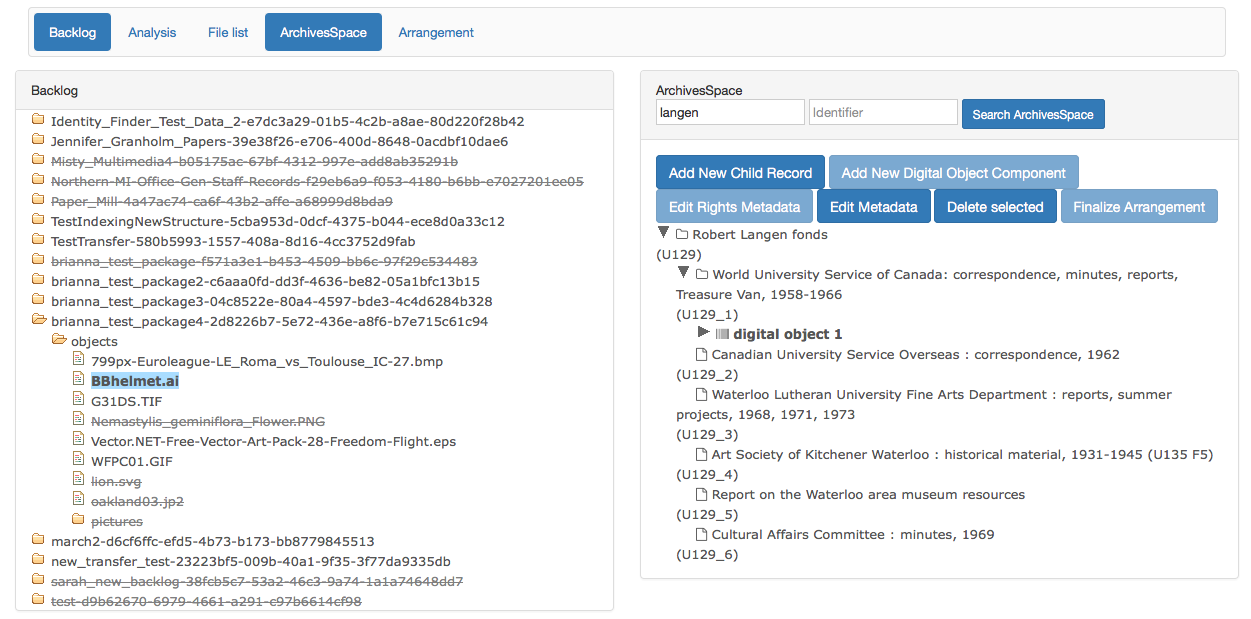 Backlog Analysis File list ArchivesSpace Arrangement
Backlog
Identity_Finder_Test_Data_2-e7dc3a29-01b5-4c2b-a8ae-80d220f28b42
Jennifer_Granholm_Papers-39e38f26-e706-400d-8648-0acdbf10dae6
Misty_Multimedia4-b05175ac-67bf-4312-997e-add8ab35291b
Northern-MI-Office-Gen-Staff-Records-f29eb6a9-f053-4180-b6bb-e7027201ee05
Paper_Mill-4a47ac74-ca6f-43b2-affe-a68999d8bda9
TestIndexingNewStructure-5cba953d-0dcf-4375-b044-ece8d0a33c12
TestTransfer-580b5993-1557-408a-8d16-4cc3752d9fab
brianna_test_package-f571a3e1-b453-4509-bb6c-97f29c534483
brianna_test_package2-c6aaa0fd-dd3f-4636-be82-05a1bfc13b15
brianna_test_package3-04c8522e-80a4-4597-bde3-4c4d6284b328
brianna_test_package4-2d8226b7-5e72-436e-a8f6-b7e715c61c94
objects
799px-Euroleague-LE_Roma_vs_Toulouse_IC-27.bmp
BBhelmet.ai
G31DS.TIF
Nemastylis_geminiflora_Flower.PNG
Vector.NET-Free-Vector-Art-Pack-28-Freedom-Flight.eps
WFPC01.GIF
lion.svg
oakland03.jp2
pictures
march2-d6cf6ffc-efd5-4b73-b173-bb8779845513
new_transfer_test-23223bf5-009b-40a1-9f35-3f77da9335db
sarah_new_backlog-38fcb5c7-53a2-46c3-9a74-1a1a74648dd7
test-d9b62670-6979-4661-a291-c97b6614cf98
ArchivesSpace
langen Identifier Search ArchivesSpace
Add New Child Record Add New Digital Object Component
Edit Rights Metadata Edit Metadata Delete selected Finalize Arrangement
Robert Langen fonds
(U129)
World University Service of Canada: correspondence, minutes, reports,
Treasure Van, 1958-1966
(U129_1)
digital object 1
Canadian University Service Overseas : correspondence, 1962
(U129_2)
Waterloo Lutheran University Fine Arts Department : reports, summer
projects, 1968, 1971, 1973
(U129_3)
Art Society of Kitchener Waterloo : historical material, 1931-1945 (U135 F5)
(U129_4)
Report on the Waterloo area museum resources
(U129_5)
Cultural Affairs Committee : minutes, 1969
(U129_6)